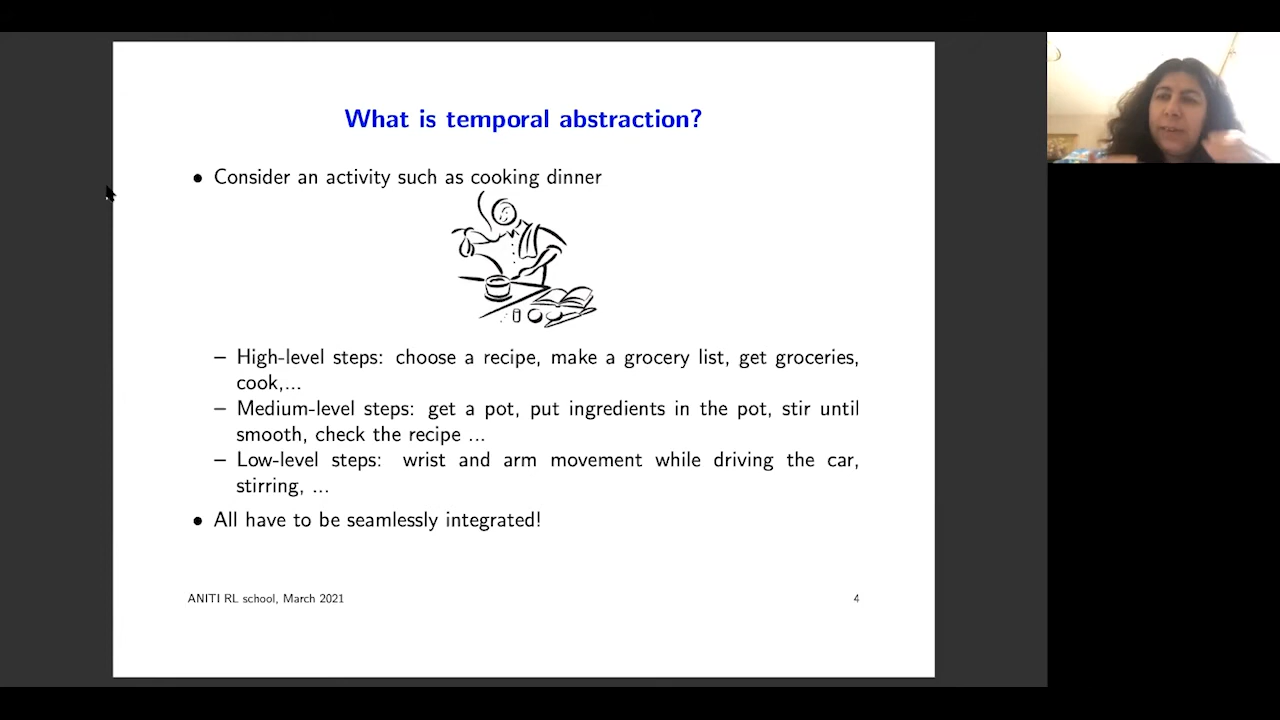 What is temporal abstraction?
• Consider an activity such as cooking dinner
– High-level steps: choose a recipe, make a grocery list, get groceries,
cook,...
– Medium-level steps: get a pot, put ingredients in the pot, stir until
smooth, check the recipe ...
– Low-level steps: wrist and arm movement while driving the car,
stirring, ...
• All have to be seamlessly integrated!
ANITI RL school, March 2021 4